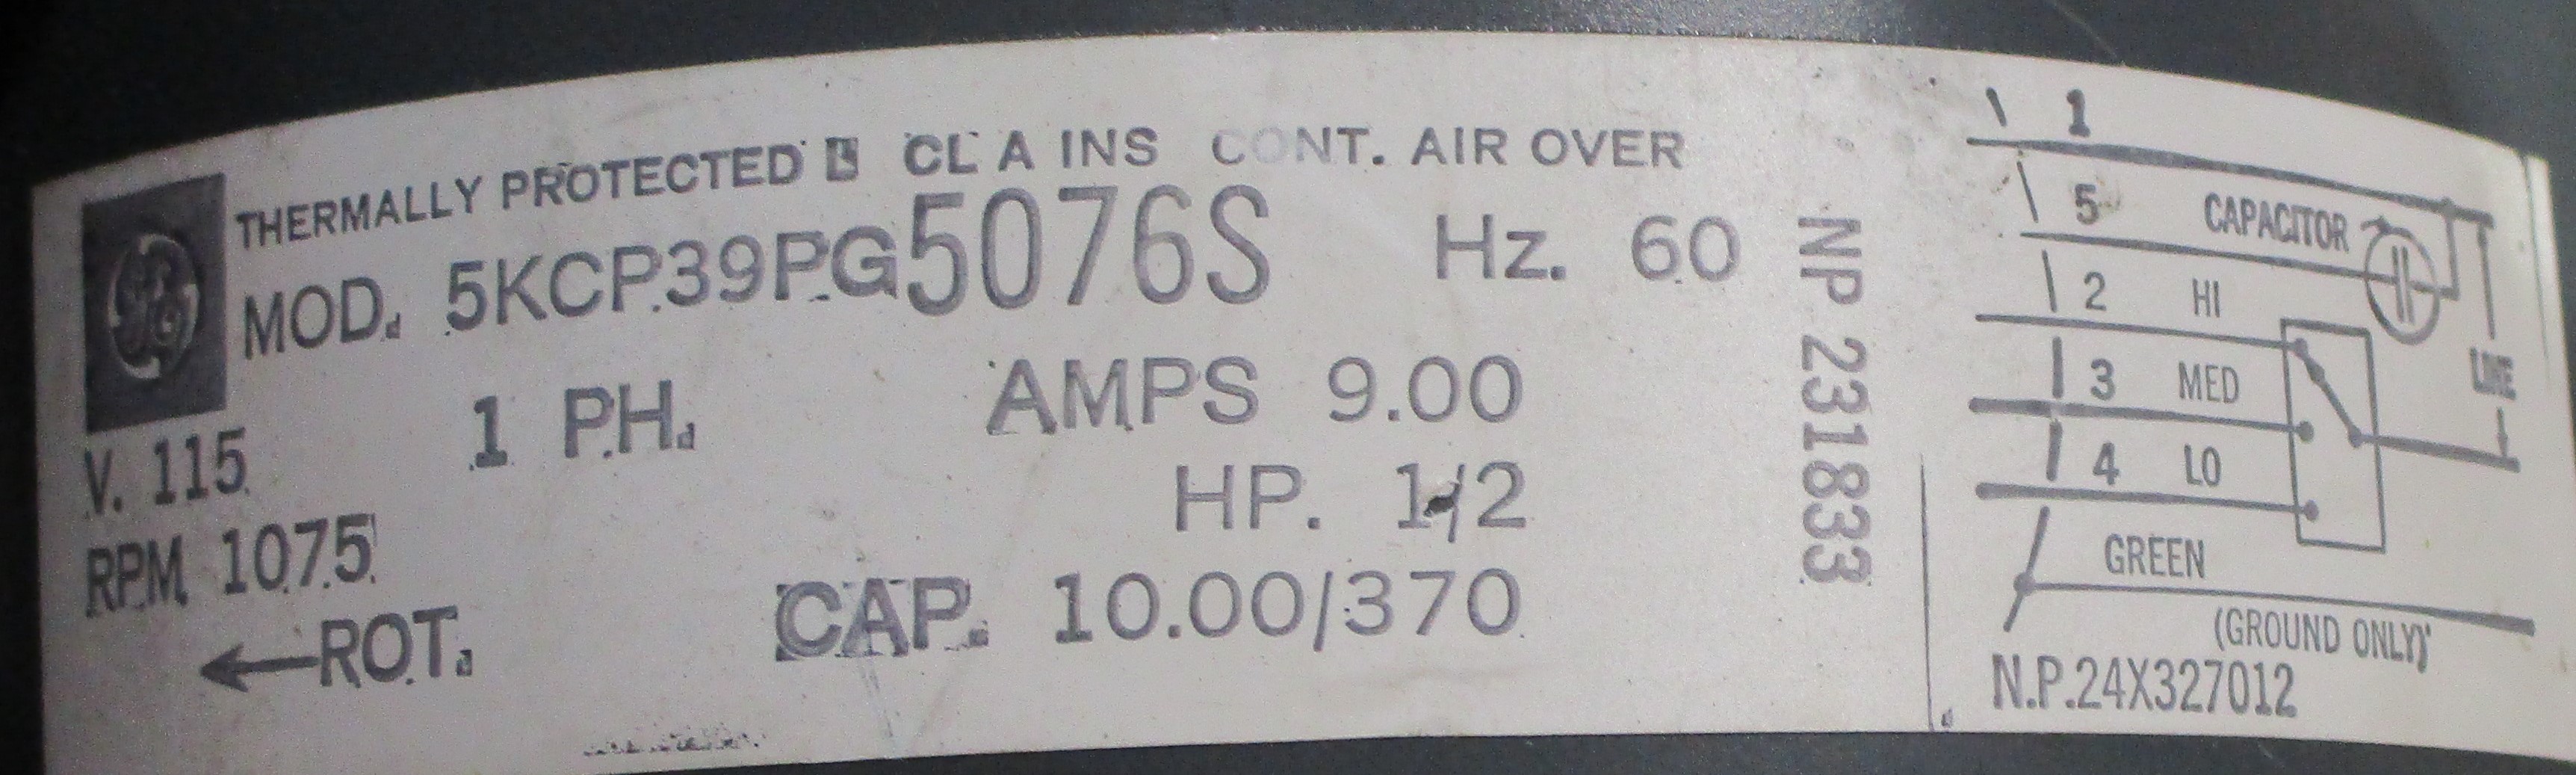 THERMALLY PROTECTED CL A INS CONT. AIR OVER
MOD. 5KCP39PG5076S Hz. 60
1 PH. AMPS 9.00
V. 115
HP. 1/2
RPM 1075
CAP. 10.00/370
←ROT.
NP 231833
1
5 CAPACITOR
2 HI
3 MED
LINE
4 LO
GREEN
(GROUND ONLY)
N.P.24X327012